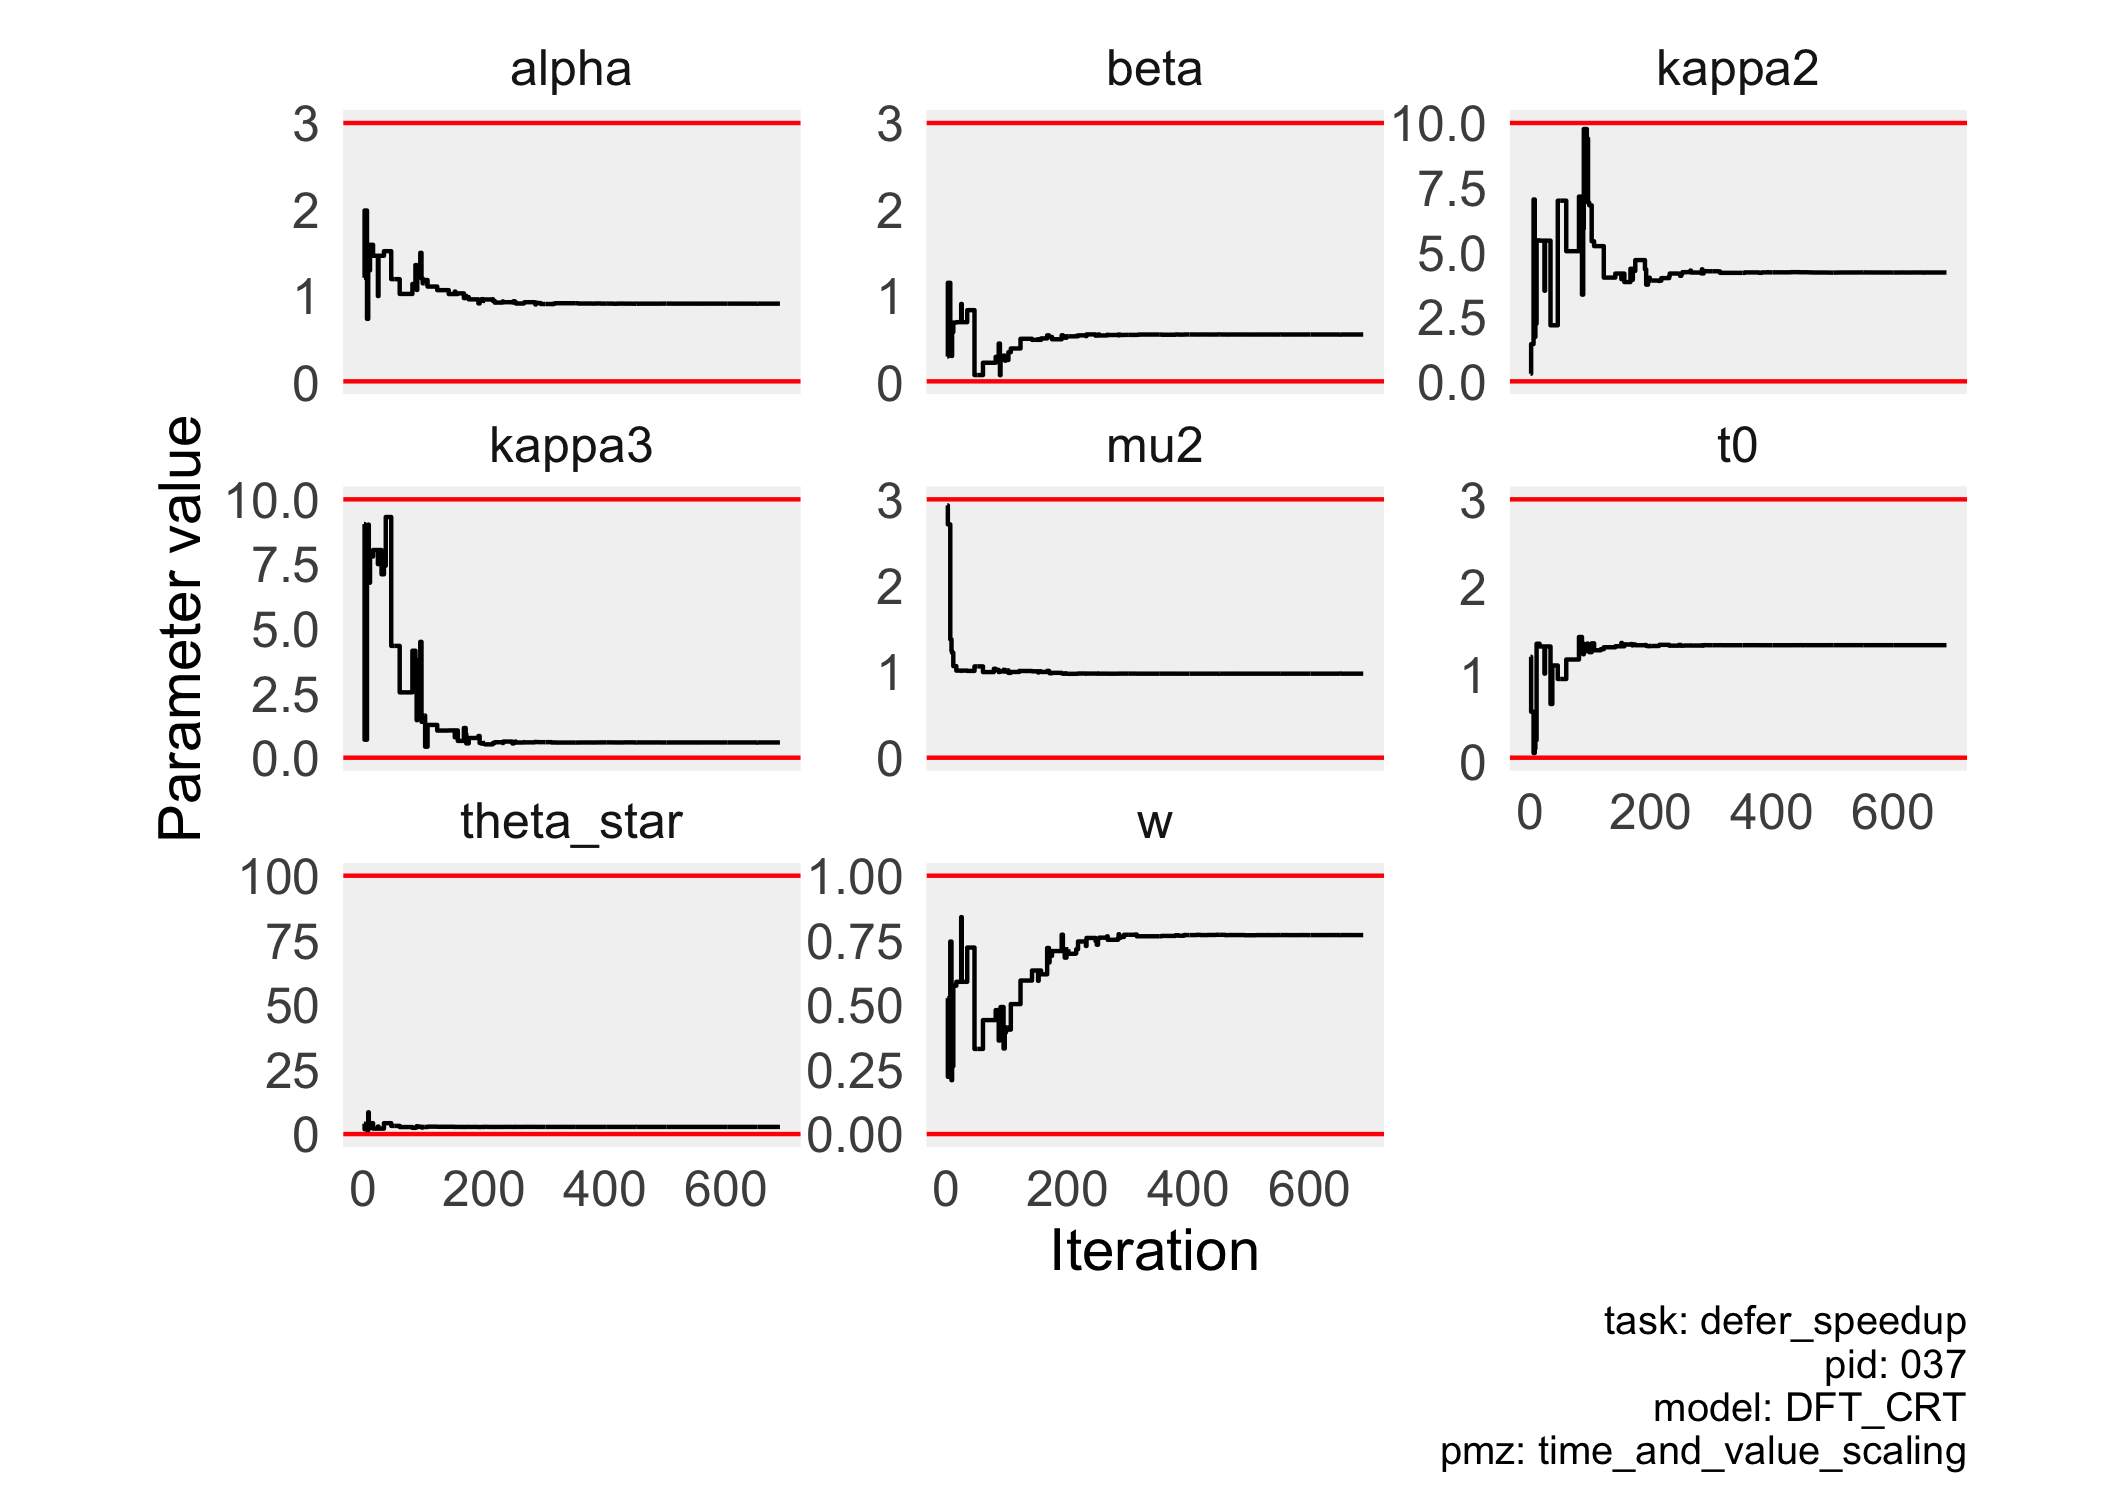 alpha
beta
kappa2
3
2
1
0
3
2
1
0
10.0
7.5
5.0
2.5
0.0
kappa3
mu2
t0
10.0
7.5
5.0
2.5
0.0
3
2
1
0
3
2
1
0
0 200 400 600
theta_star
w
100
75
50
25
0
1.00
0.75
0.50
0.25
0.00
0 200 400 600
0 200 400 600
Parameter value
Iteration
task: defer_speedup
pid: 037
model: DFT_CRT
pmz: time_and_value_scaling